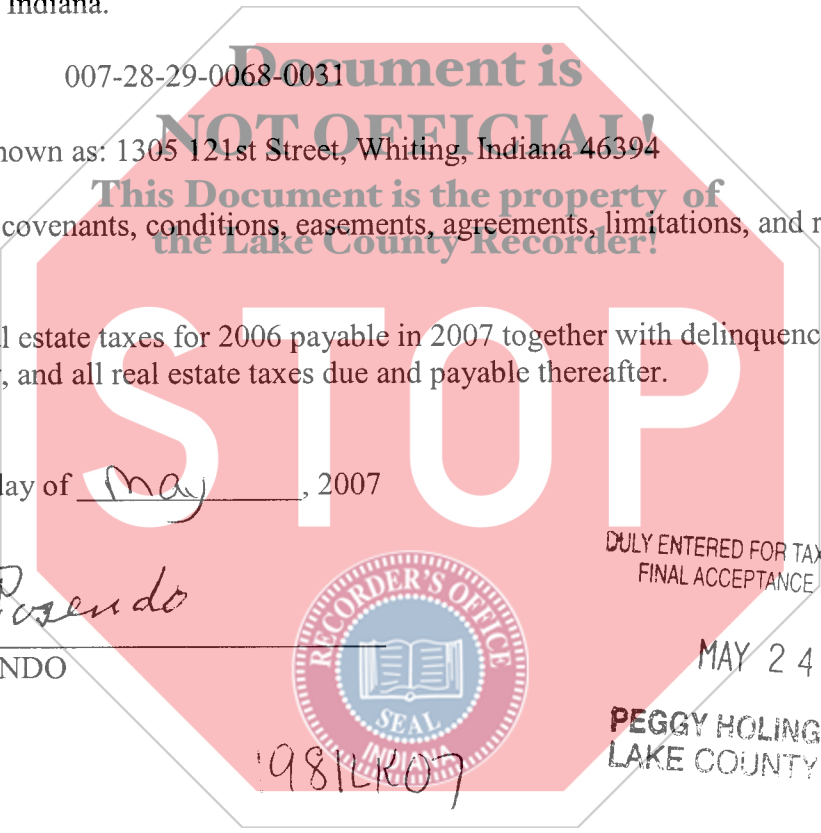 Indiana.
Document is
007-28-29-0068-0031
NOT OFFICIAL!
nown as: 1305 121st Street, Whiting, Indiana 46394
This Document is the property of
covenants, conditions, easements, agreements, limitations, and r
the Lake County Recorder!
l estate taxes for 2006 payable in 2007 together with delinquenc
, and all real estate taxes due and payable thereafter.
STOP
day of May, 2007
DULY ENTERED FOR TAX
FINAL ACCEPTANCE
Rosendo
NDO
RECORDER'S OFFICE
SEAL
INDIANA
MAY 24
PEGGY HOLING
LAKE COUNTY
981LK07